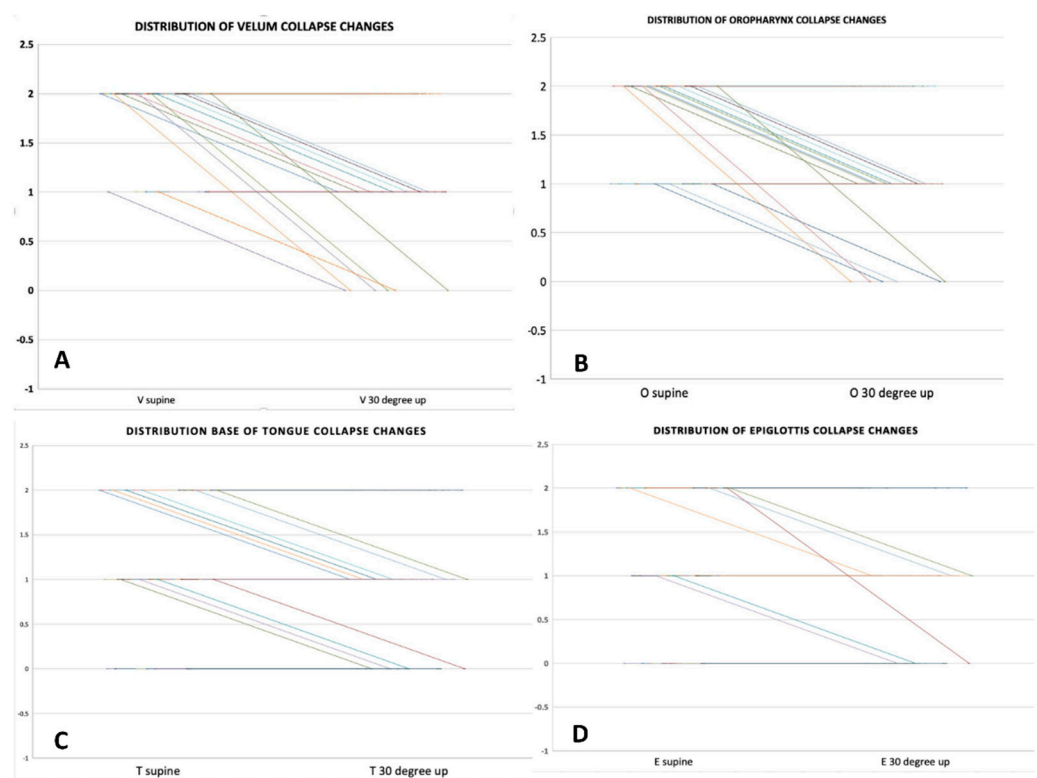 DISTRIBUTION OF VELUM COLLAPSE CHANGES
2.5
2
1.5
1
0.5
0
-0.5
-1
A
V supine
V 30 degree up
DISTRIBUTION OF OROPHARYNX COLLAPSE CHANGES
2.5
2
1.5
1
0.5
0
-0.5
-1
B
O supine
O 30 degree up
DISTRIBUTION BASE OF TONGUE COLLAPSE CHANGES
2.5
2
1.5
1
0.5
0
-0.5
-1
C
T supine
T 30 degree up
DISTRIBUTION OF EPIGLOTTIS COLLAPSE CHANGES
2.5
2
1.5
1
0.5
0
-0.5
-1
D
E supine
E 30 degree up